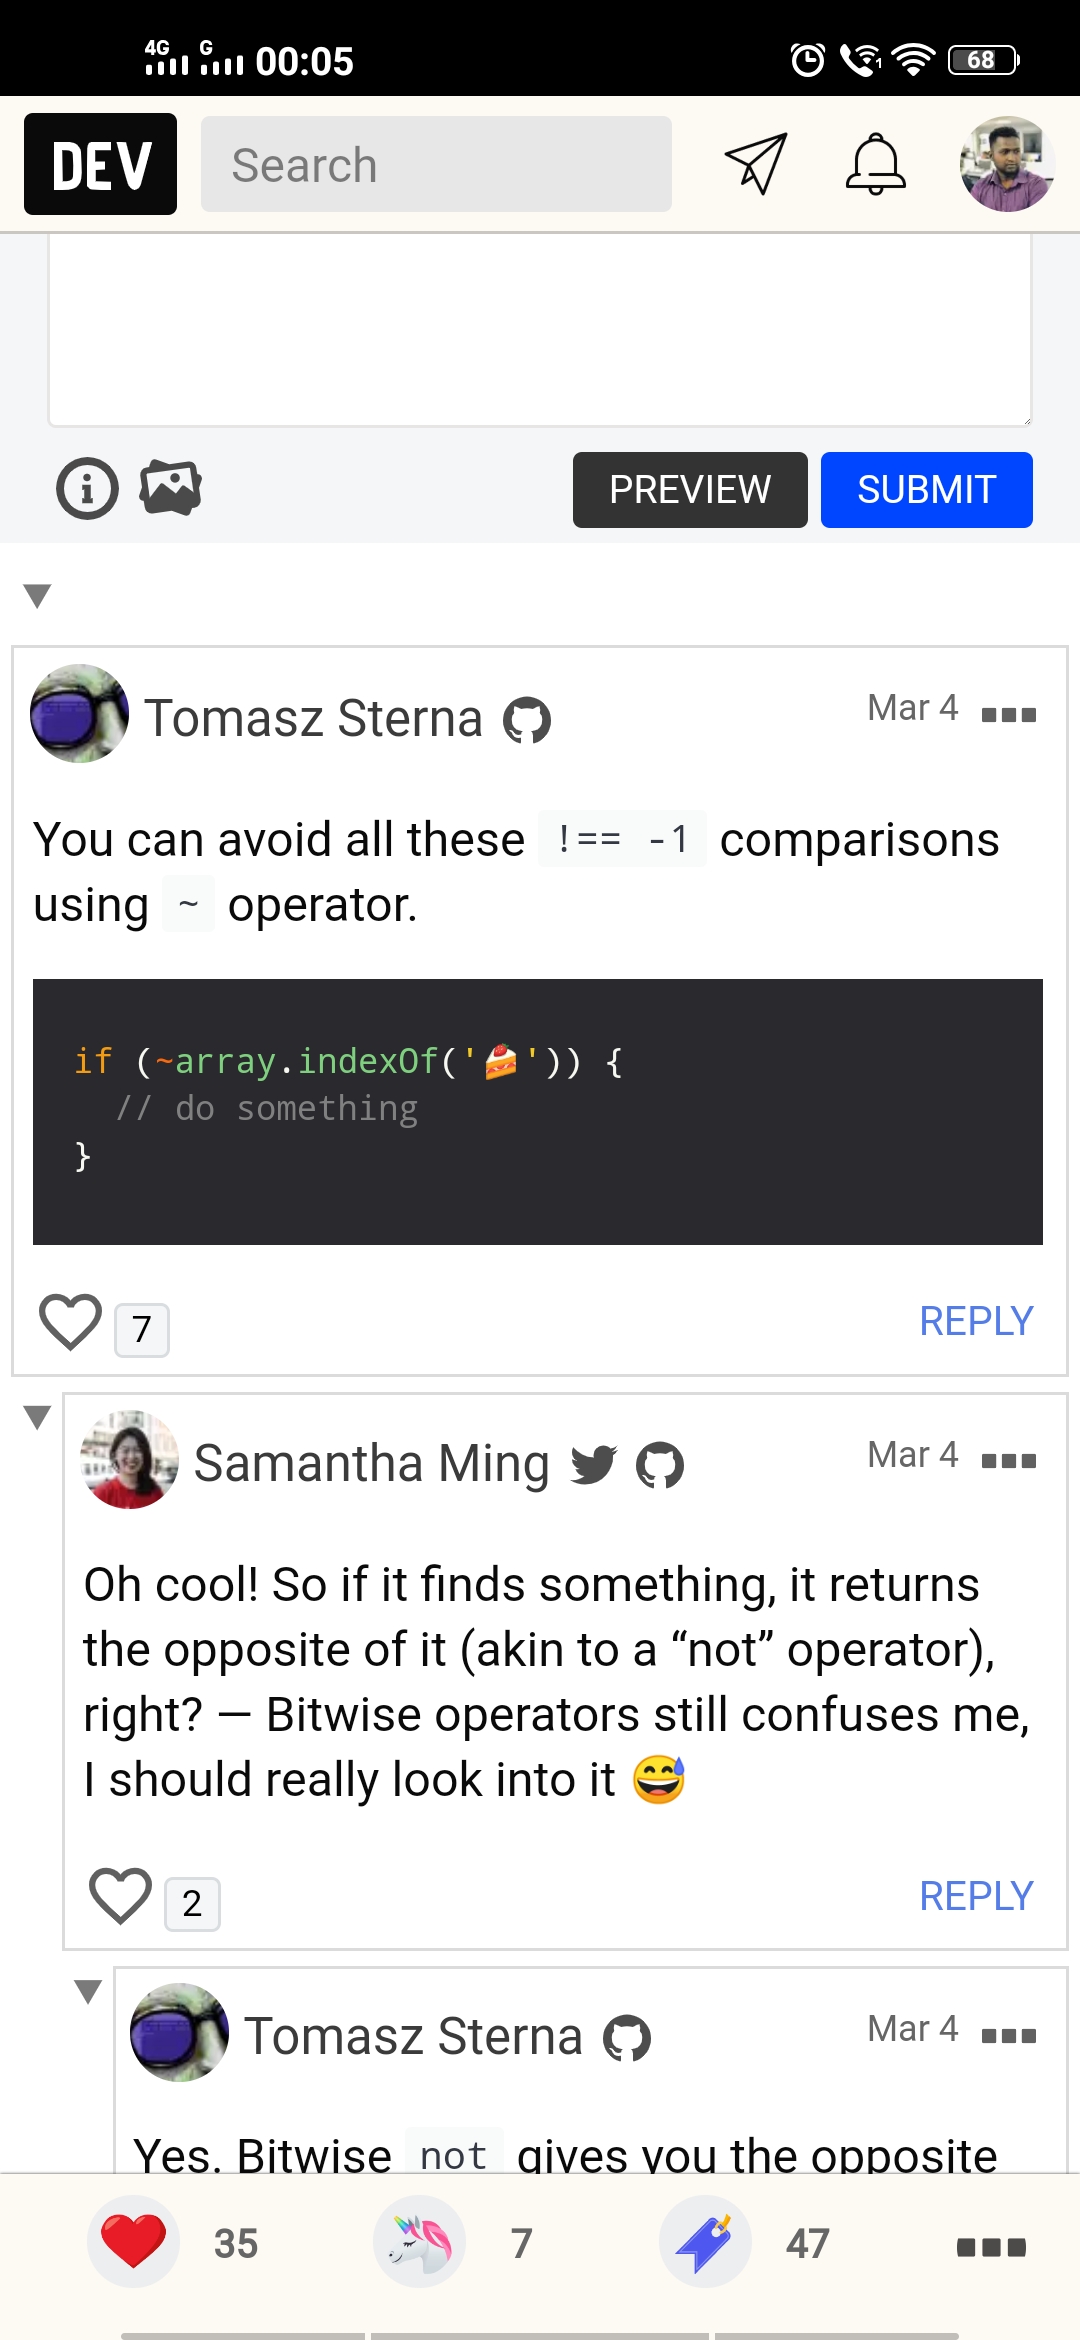 4G G 00:05 1 68
DEV Search
PREVIEW SUBMIT
Tomasz Sterna Mar 4
You can avoid all these !== -1 comparisons
using ~ operator.
if (~array.indexOf('🍰')) {
// do something
}
7 REPLY
Samantha Ming Mar 4
Oh cool! So if it finds something, it returns
the opposite of it (akin to a “not” operator),
right? — Bitwise operators still confuses me,
I should really look into it 😅
2 REPLY
Tomasz Sterna Mar 4
Yes. Bitwise not gives you the opposite
35 7 47